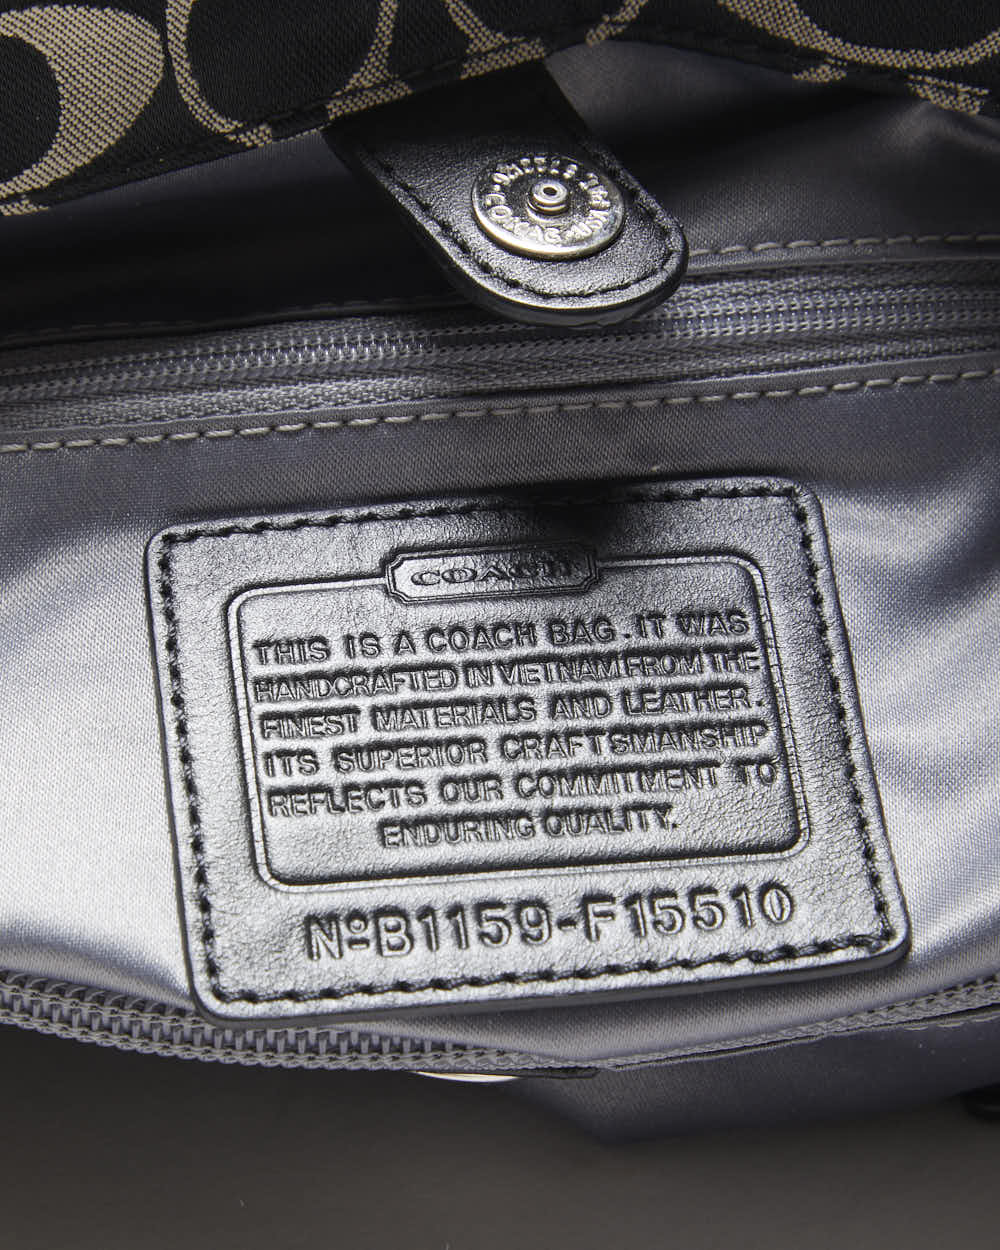 COACH
THIS IS A COACH BAG. IT WAS
HANDCRAFTED IN VIETNAM FROM THE
FINEST MATERIALS AND LEATHER.
ITS SUPERIOR CRAFTSMANSHIP
REFLECTS OUR COMMITMENT TO
ENDURING QUALITY.
NoB1159-F15510